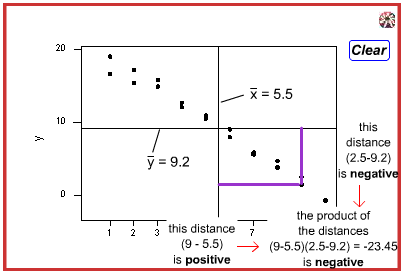 Clear
20
x̄ = 5.5
10
y
ȳ = 9.2
this
distance
(2.5-9.2)
is negative
0
1 2 3 7
this distance
(9 - 5.5)
is positive
the product of
the distances
(9-5.5)(2.5-9.2) = -23.45
is negative